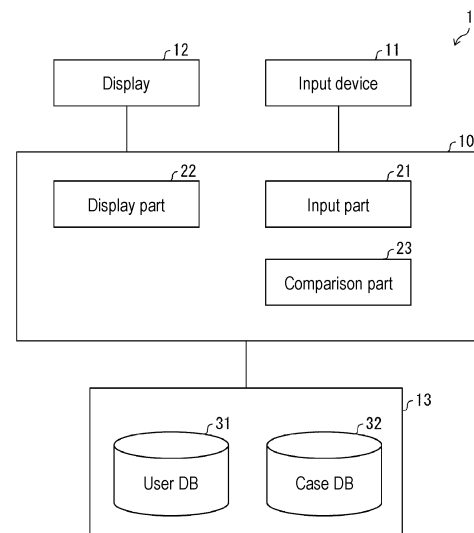 1
12
11
Display
Input device
10
22
21
Display part
Input part
23
Comparison part
13
31
32
User DB
Case DB